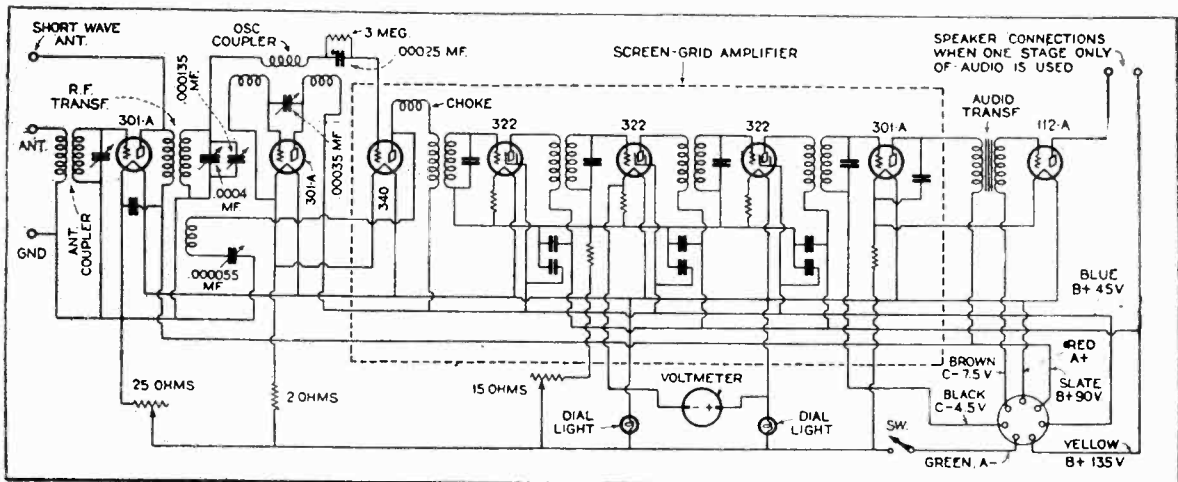 SHORT WAVE
ANT.
OSC
COUPLER
3 MEG.
.00025 MF.
SCREEN-GRID AMPLIFIER
SPEAKER CONNECTIONS
WHEN ONE STAGE ONLY
OF AUDIO IS USED
.000135
MF.
R.F.
TRANSF.
301-A
CHOKE
322
322
322
301-A
AUDIO
TRANSF
112-A
ANT.
.0004
MF.
301-A
.00035 MF
340
GND
ANT.
COUPLER
.000055
MF.
BLUE
B+ 45V
RED
A+
BROWN
C-7.5V
SLATE
B+90V
BLACK
C-4.5V
25 OHMS
2 OHMS
15 OHMS
VOLTMETER
- +
DIAL
LIGHT
DIAL
LIGHT
SW.
GREEN, A-
YELLOW
B+ 135V